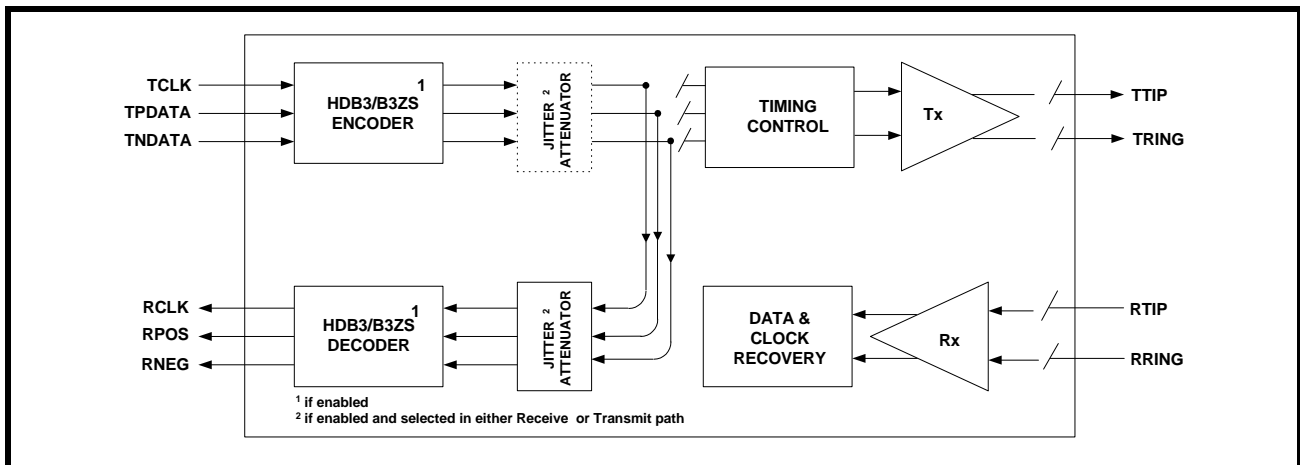 TCLK
TPDATA
TNDATA
HDB3/B3ZS 1
ENCODER
JITTER 2
ATTENUATOR
TIMING
CONTROL
Tx
TTIP
TRING
RCLK
RPOS
RNEG
HDB3/B3ZS 1
DECODER
JITTER 2
ATTENUATOR
DATA &
CLOCK
RECOVERY
Rx
RTIP
RRING
1 if enabled
2 if enabled and selected in either Receive or Transmit path